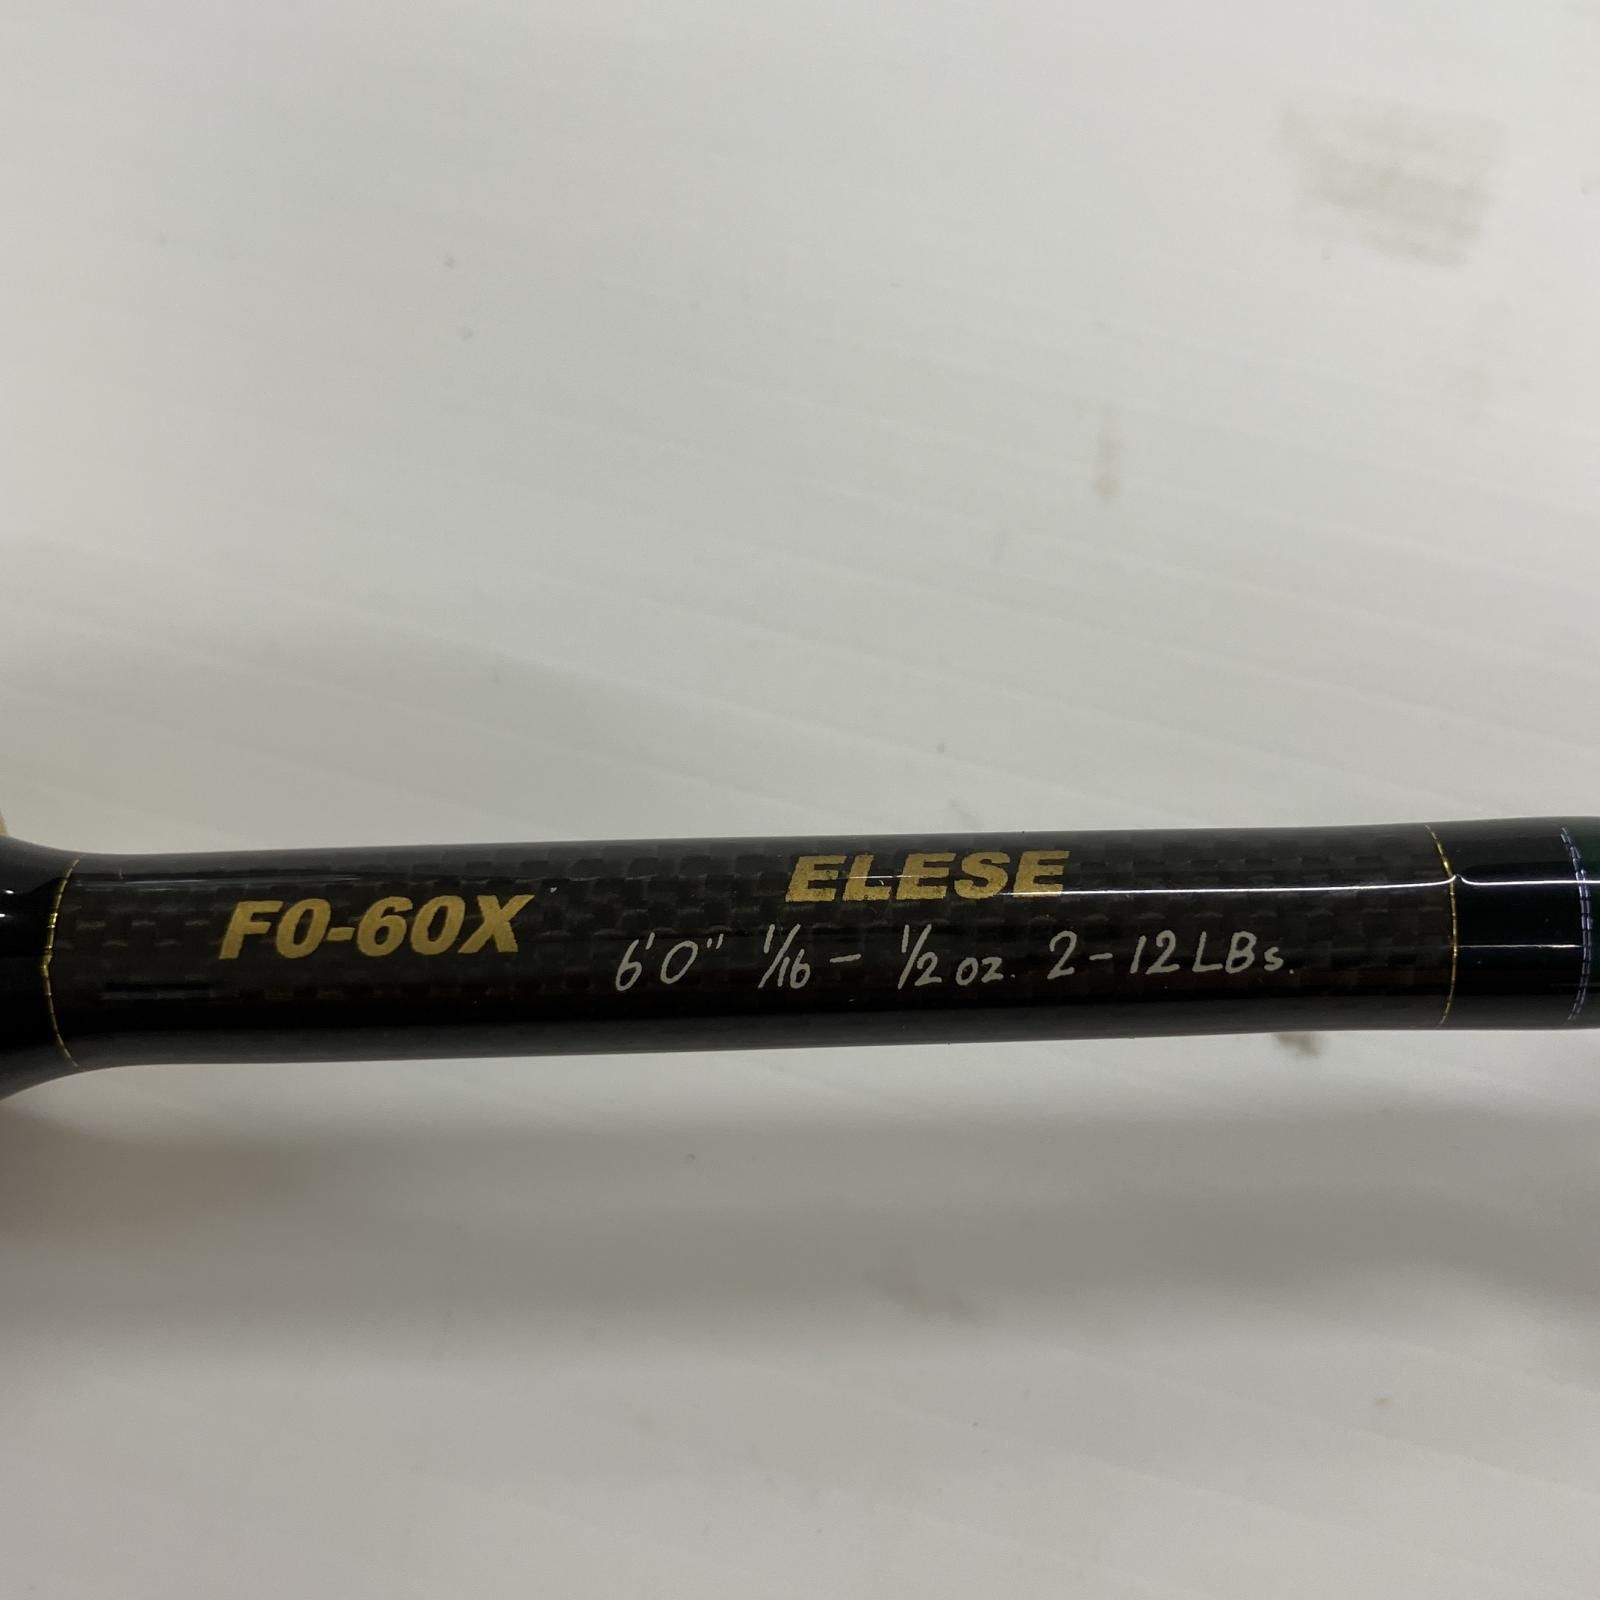 F0-60X
ELESE
6'0" 1/16 - 1/2 oz. 2-12 LBs.